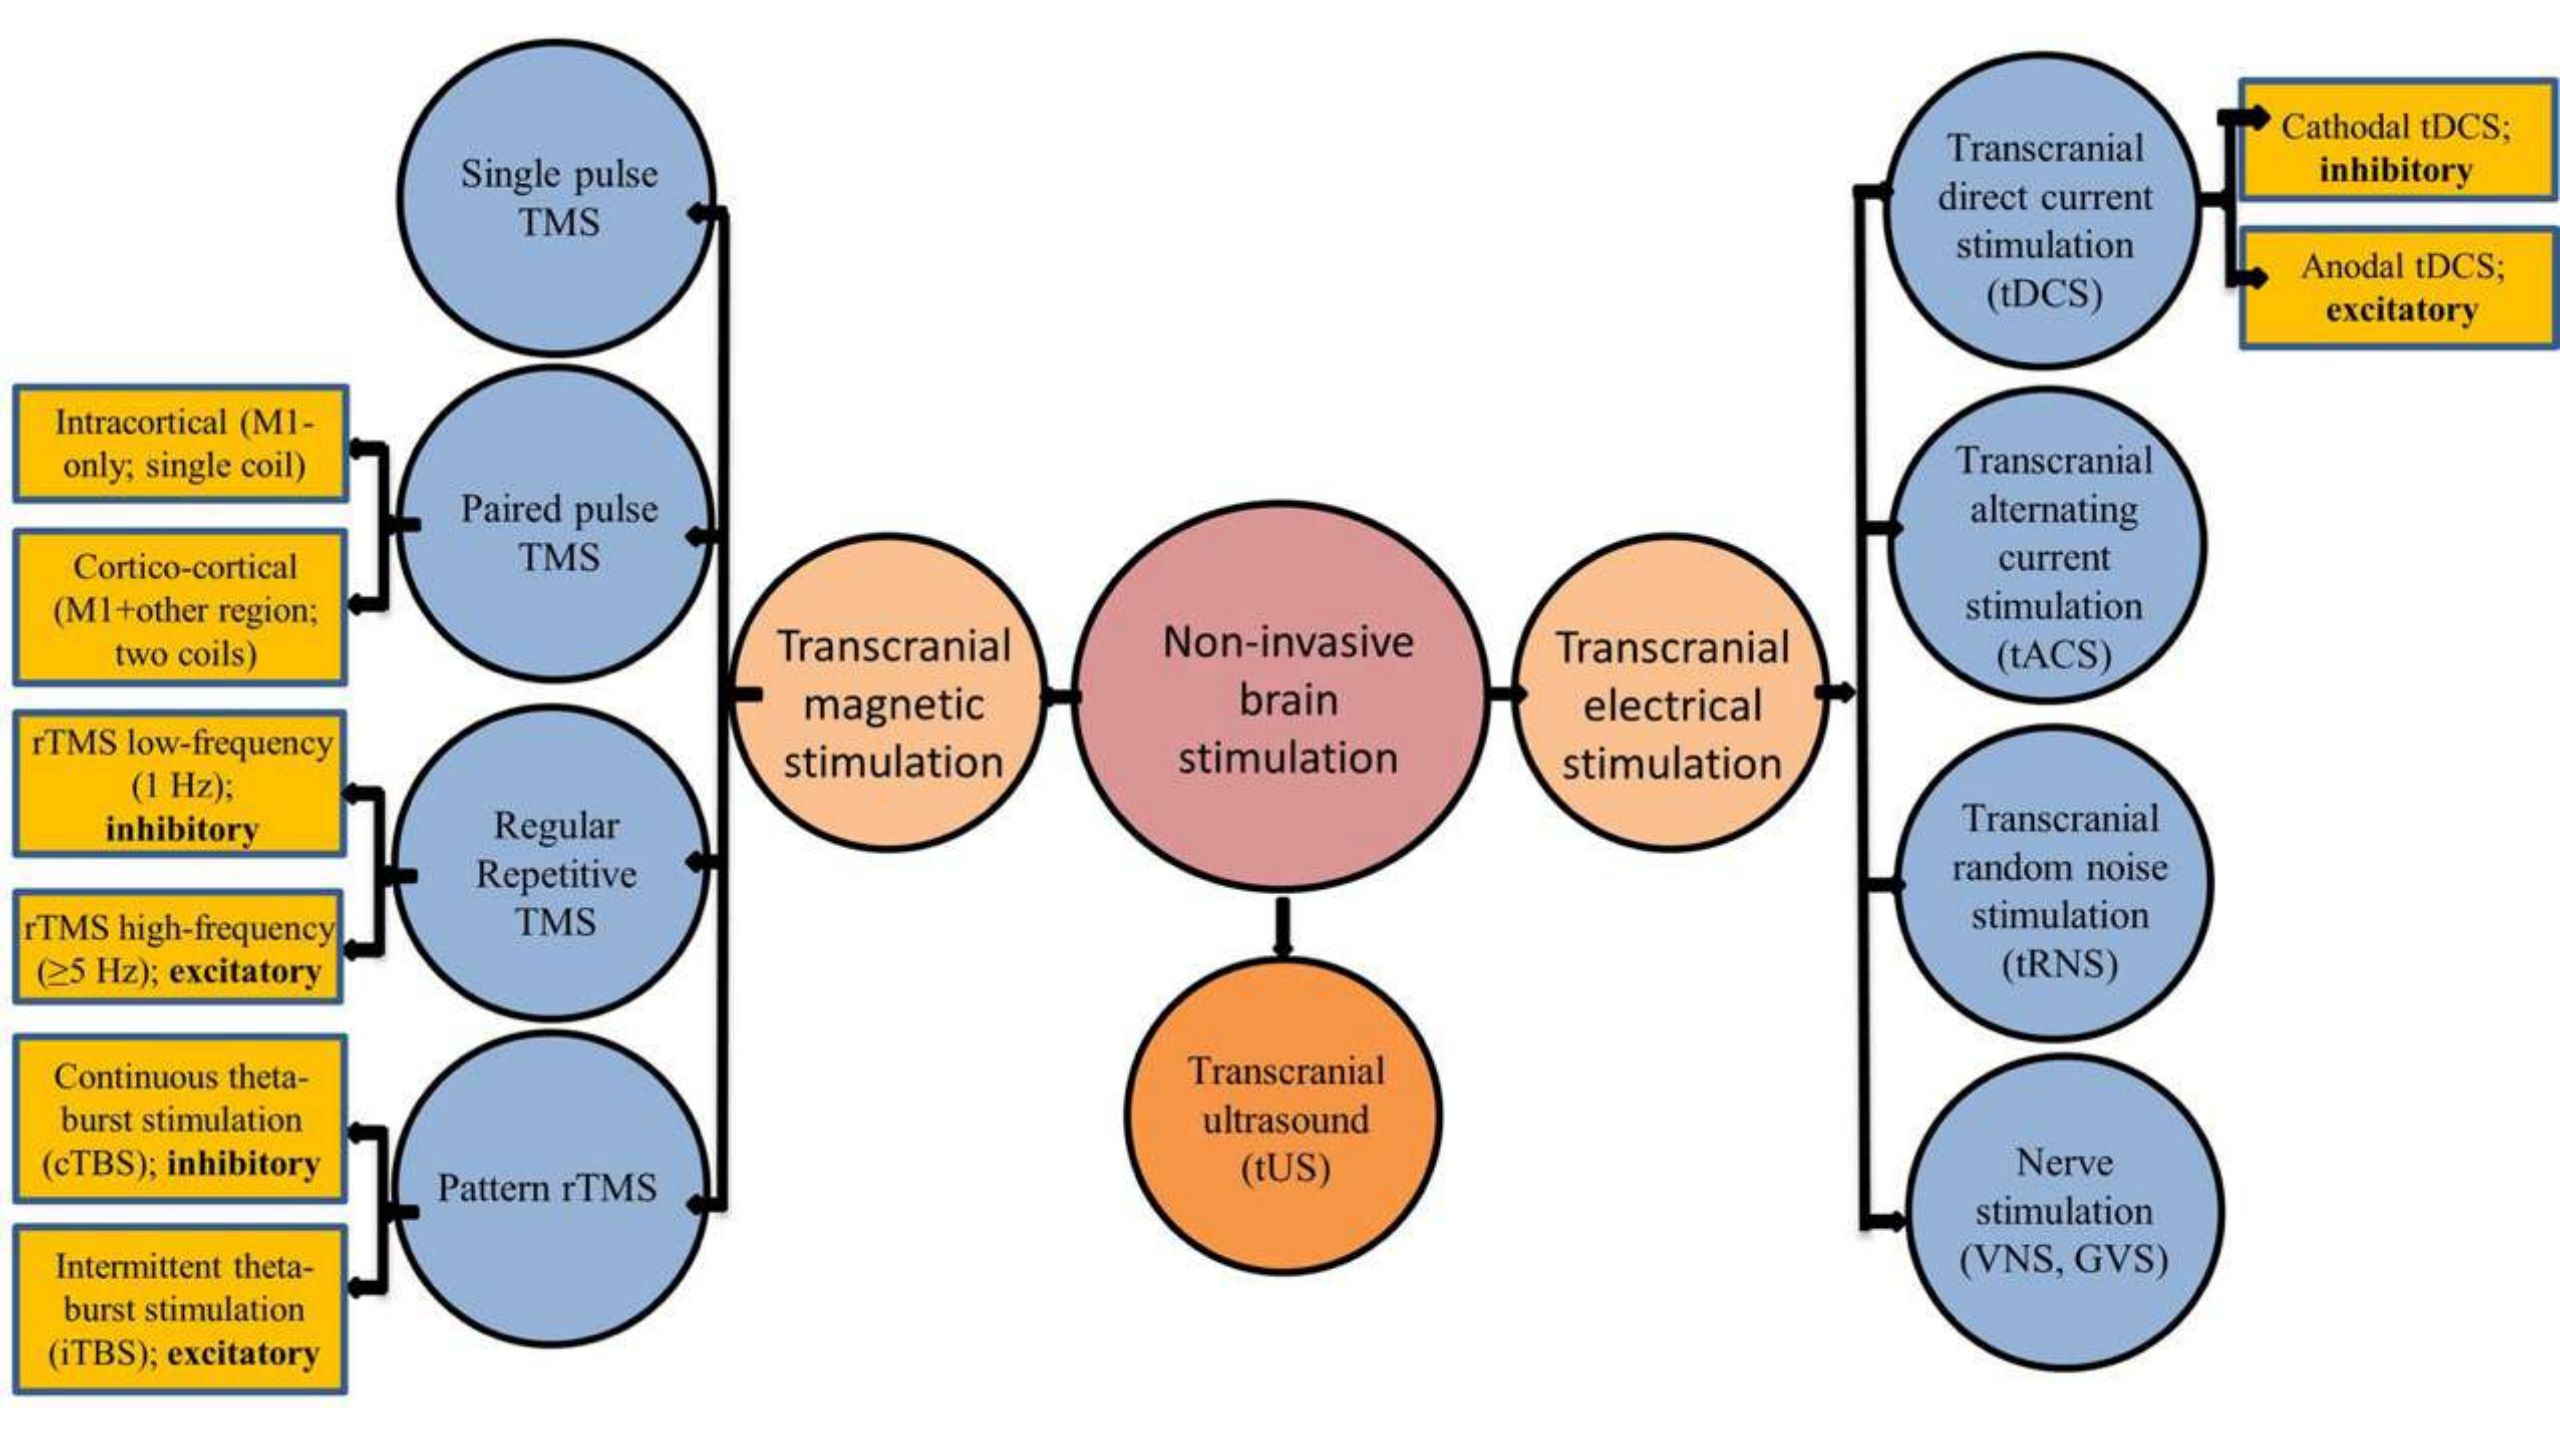 Single pulse
TMS
Paired pulse
TMS
Intracortical (M1-
only; single coil)
Cortico-cortical
(M1+other region;
two coils)
Regular
Repetitive
TMS
rTMS low-frequency
(1 Hz);
inhibitory
rTMS high-frequency
(≥5 Hz); excitatory
Pattern rTMS
Continuous theta-
burst stimulation
(cTBS); inhibitory
Intermittent theta-
burst stimulation
(iTBS); excitatory
Transcranial
magnetic
stimulation
Non-invasive
brain
stimulation
Transcranial
ultrasound
(tUS)
Transcranial
electrical
stimulation
Transcranial
direct current
stimulation
(tDCS)
Cathodal tDCS;
inhibitory
Anodal tDCS;
excitatory
Transcranial
alternating
current
stimulation
(tACS)
Transcranial
random noise
stimulation
(tRNS)
Nerve
stimulation
(VNS, GVS)